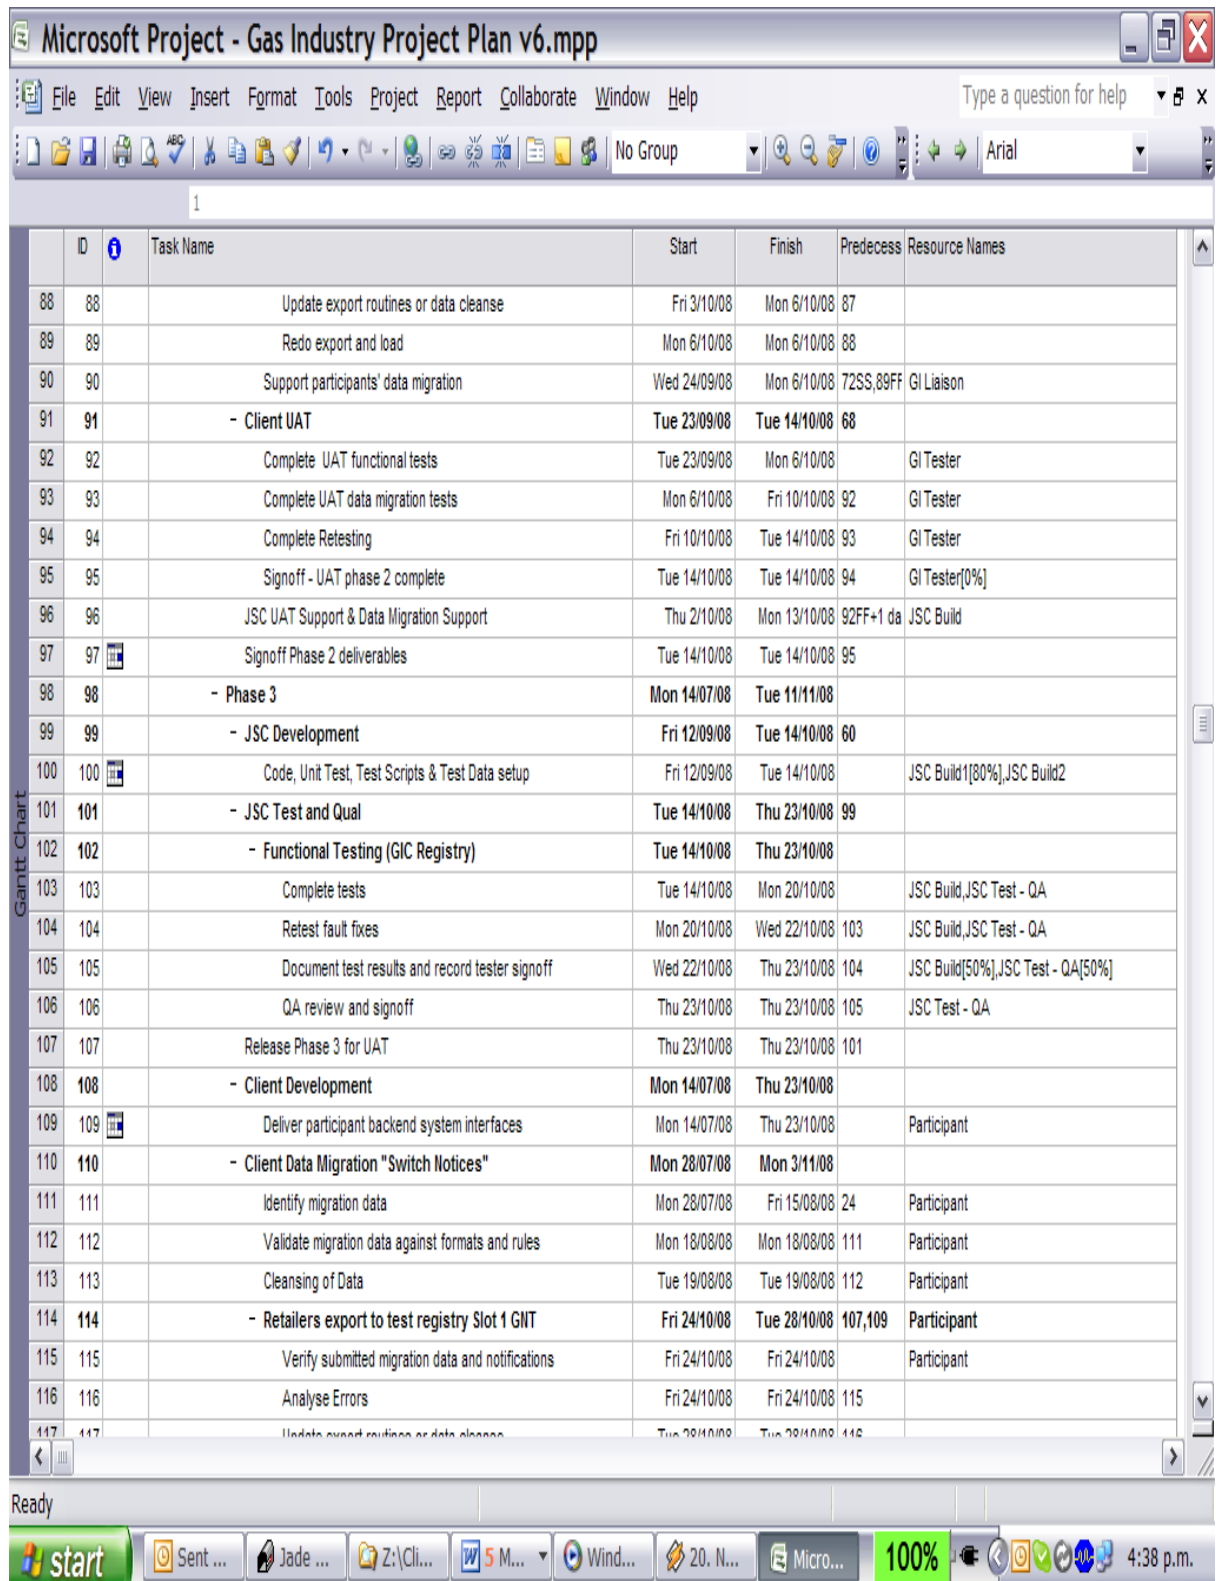 Microsoft Project - Gas Industry Project Plan v6.mpp
File Edit View Insert Format Tools Project Report Collaborate Window Help Type a question for help
No Group Arial
1
ID Task Name Start Finish Predecess Resource Names
88 88 Update export routines or data cleanse Fri 3/10/08 Mon 6/10/08 87
89 89 Redo export and load Mon 6/10/08 Mon 6/10/08 88
90 90 Support participants' data migration Wed 24/09/08 Mon 6/10/08 72SS,89FF GI Liaison
91 91 - Client UAT Tue 23/09/08 Tue 14/10/08 68
92 92 Complete UAT functional tests Tue 23/09/08 Mon 6/10/08 GI Tester
93 93 Complete UAT data migration tests Mon 6/10/08 Fri 10/10/08 92 GI Tester
94 94 Complete Retesting Fri 10/10/08 Tue 14/10/08 93 GI Tester
95 95 Signoff - UAT phase 2 complete Tue 14/10/08 Tue 14/10/08 94 GI Tester[0%]
96 96 JSC UAT Support & Data Migration Support Thu 2/10/08 Mon 13/10/08 92FF+1 da JSC Build
97 97 Signoff Phase 2 deliverables Tue 14/10/08 Tue 14/10/08 95
98 98 - Phase 3 Mon 14/07/08 Tue 11/11/08
99 99 - JSC Development Fri 12/09/08 Tue 14/10/08 60
100 100 Code, Unit Test, Test Scripts & Test Data setup Fri 12/09/08 Tue 14/10/08 JSC Build1[80%],JSC Build2
101 101 - JSC Test and Qual Tue 14/10/08 Thu 23/10/08 99
102 102 - Functional Testing (GIC Registry) Tue 14/10/08 Thu 23/10/08
103 103 Complete tests Tue 14/10/08 Mon 20/10/08 JSC Build,JSC Test - QA
104 104 Retest fault fixes Mon 20/10/08 Wed 22/10/08 103 JSC Build,JSC Test - QA
105 105 Document test results and record tester signoff Wed 22/10/08 Thu 23/10/08 104 JSC Build[50%],JSC Test - QA[50%]
106 106 QA review and signoff Thu 23/10/08 Thu 23/10/08 105 JSC Test - QA
107 107 Release Phase 3 for UAT Thu 23/10/08 Thu 23/10/08 101
108 108 - Client Development Mon 14/07/08 Thu 23/10/08
109 109 Deliver participant backend system interfaces Mon 14/07/08 Thu 23/10/08 Participant
110 110 - Client Data Migration "Switch Notices" Mon 28/07/08 Mon 3/11/08
111 111 Identify migration data Mon 28/07/08 Fri 15/08/08 24 Participant
112 112 Validate migration data against formats and rules Mon 18/08/08 Mon 18/08/08 111 Participant
113 113 Cleansing of Data Tue 19/08/08 Tue 19/08/08 112 Participant
114 114 - Retailers export to test registry Slot 1 GNT Fri 24/10/08 Tue 28/10/08 107,109 Participant
115 115 Verify submitted migration data and notifications Fri 24/10/08 Fri 24/10/08 Participant
116 116 Analyse Errors Fri 24/10/08 Fri 24/10/08 115
117 117 Update export routines or data cleanse Tue 28/10/08 Tue 28/10/08 116
Gantt Chart
Ready
start Sent ... Jade ... Z:\Cli... 5 M... Wind... 20. N... Micro... 100% 4:38 p.m.